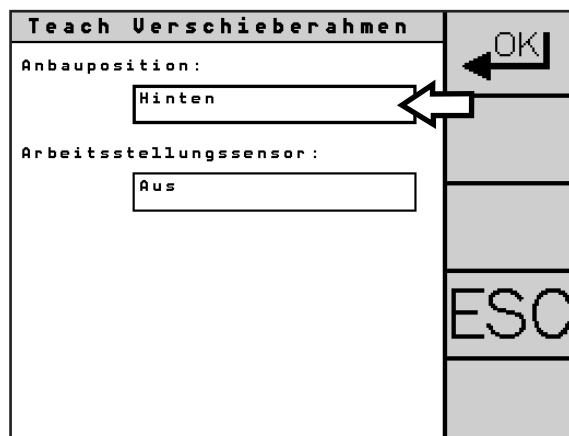 Teach Verschieberahmen
OK
Anbauposition:
Hinten
Arbeitsstellungssensor:
Aus
ESC